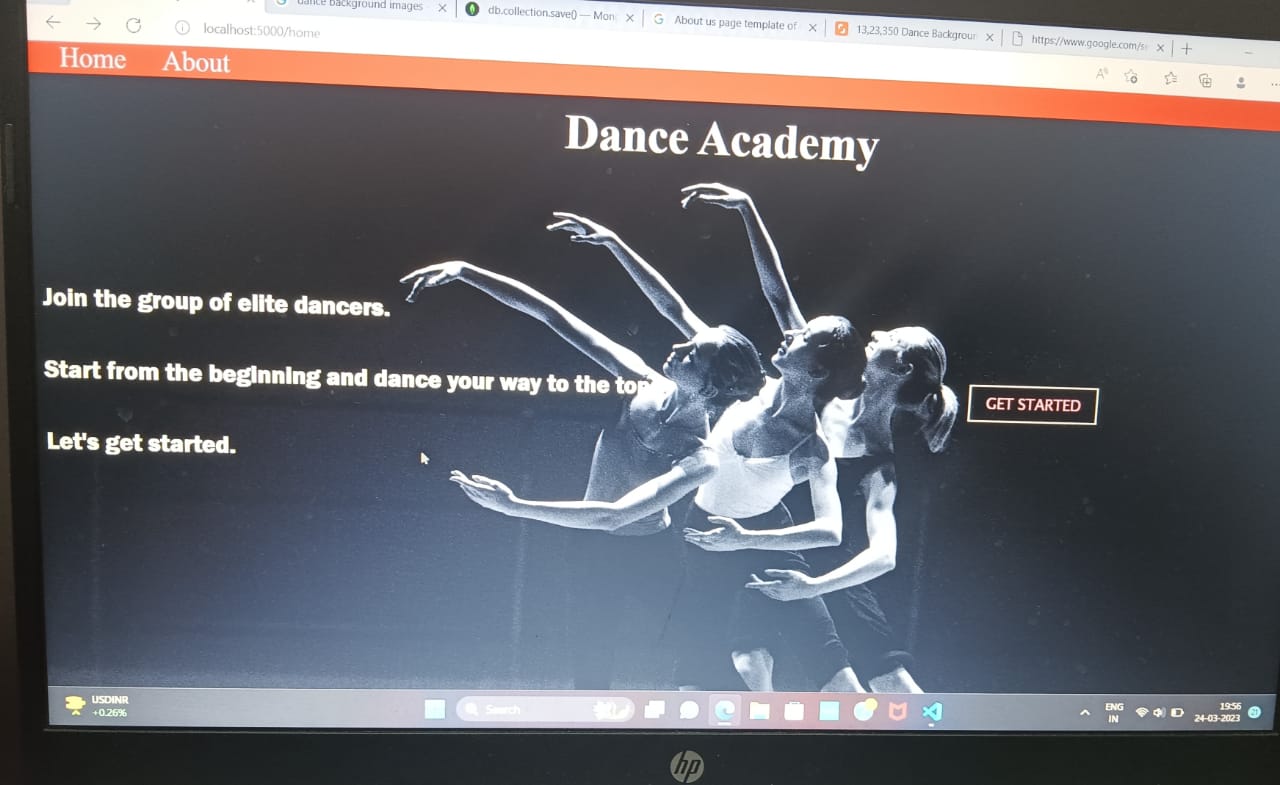 dance background images
db.collection.save() — Mon
About us page template of
13,23,350 Dance Backgroun
https://www.google.com/se
localhost:5000/home
Home About
Dance Academy
Join the group of elite dancers.
Start from the beginning and dance your way to the top
GET STARTED
Let's get started.
USDINR
+0.26%
Search
ENG
IN
19:56
24-03-2023
hp